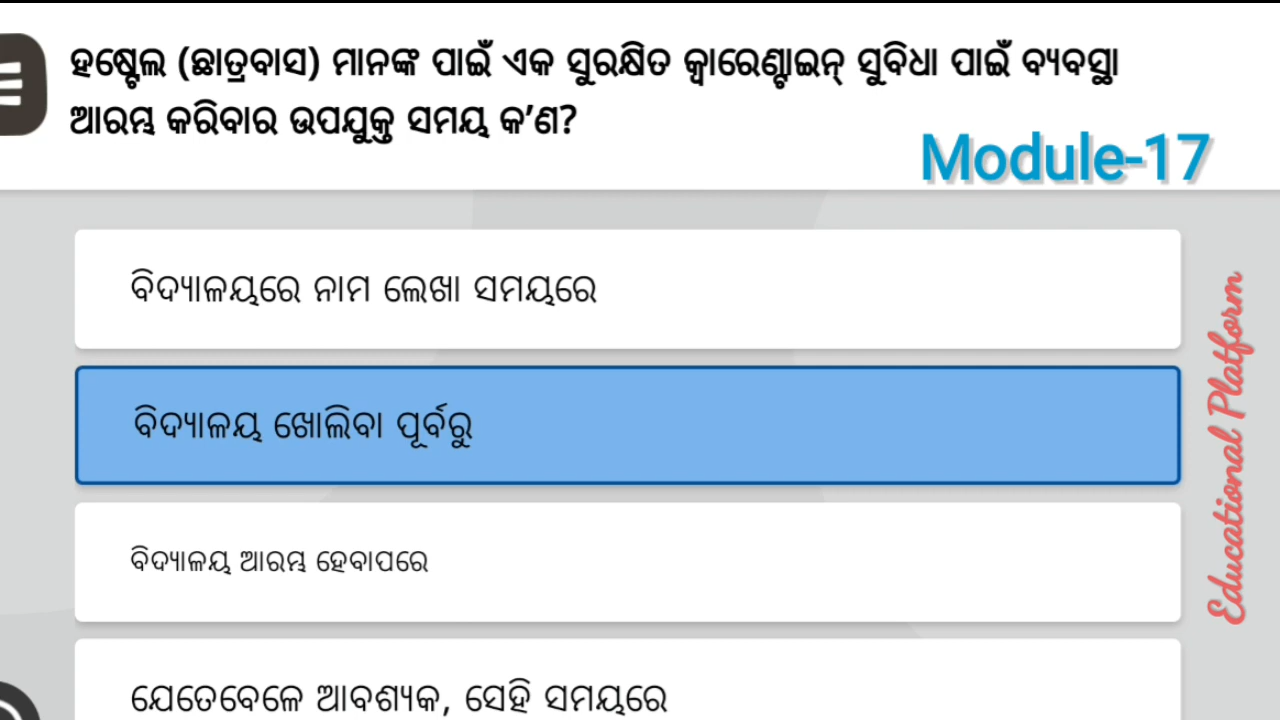 ହଷ୍ଟେଲ (ଛାତ୍ରବାସ) ମାନଙ୍କ ପାଇଁ ଏକ ସୁରକ୍ଷିତ କ୍ୱାରେଣ୍ଟାଇନ୍ ସୁବିଧା ପାଇଁ ବ୍ୟବସ୍ଥା
ଆରମ୍ଭ କରିବାର ଉପଯୁକ୍ତ ସମୟ କ'ଣ?
Module-17
ବିଦ୍ୟାଳୟରେ ନାମ ଲେଖା ସମୟରେ
ବିଦ୍ୟାଳୟ ଖୋଲିବା ପୂର୍ବରୁ
ବିଦ୍ୟାଳୟ ଆରମ୍ଭ ହେବାପରେ
ଯେତେବେଳେ ଆବଶ୍ୟକ, ସେହି ସମୟରେ
Educational Platform